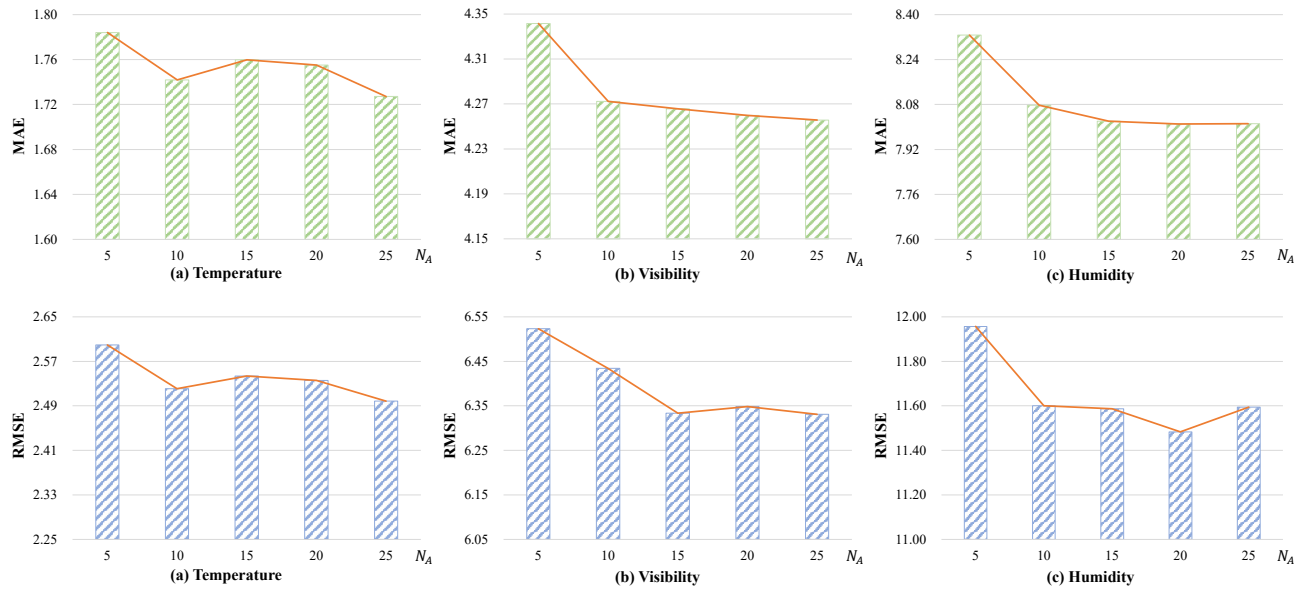 MAE
1.80
1.76
1.72
1.68
1.64
1.60
5 10 15 20 25 N_A
(a) Temperature
MAE
4.35
4.31
4.27
4.23
4.19
4.15
5 10 15 20 25 N_A
(b) Visibility
MAE
8.40
8.24
8.08
7.92
7.76
7.60
5 10 15 20 25 N_A
(c) Humidity
RMSE
2.65
2.57
2.49
2.41
2.33
2.25
5 10 15 20 25 N_A
(a) Temperature
RMSE
6.55
6.45
6.35
6.25
6.15
6.05
5 10 15 20 25 N_A
(b) Visibility
RMSE
12.00
11.80
11.60
11.40
11.20
11.00
5 10 15 20 25 N_A
(c) Humidity